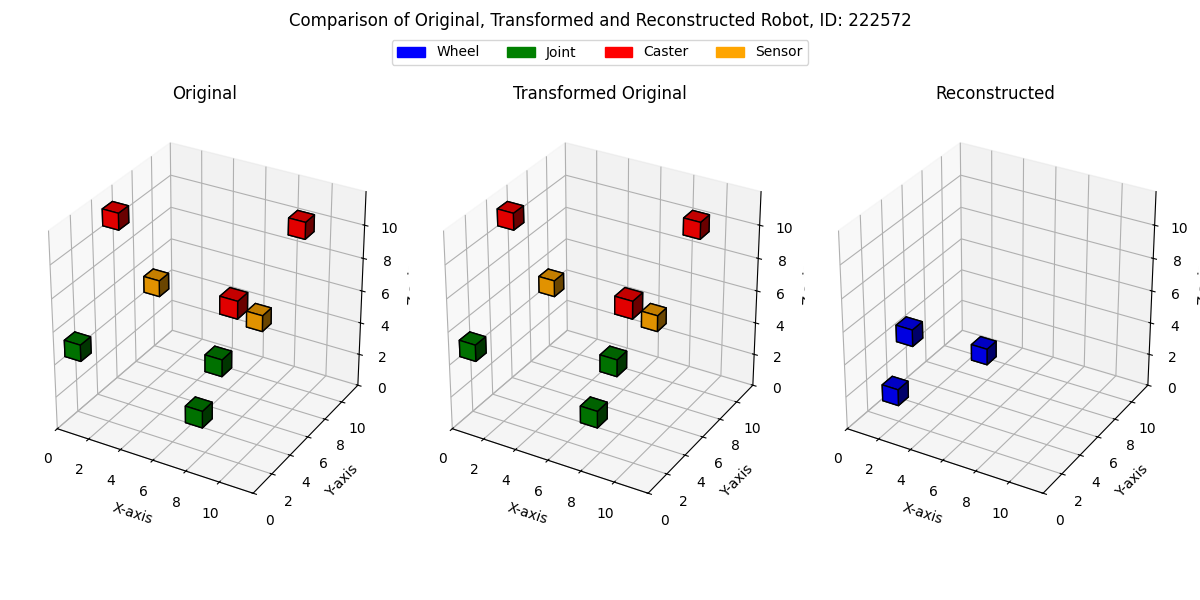 Comparison of Original, Transformed and Reconstructed Robot, ID: 222572
Wheel Joint Caster Sensor
Original Transformed Original Reconstructed
10 10 10
8 8 8
6 6 6
4 4 4
2 2 2
0 0 0
0 2 4 6 8 10 0 2 4 6 8 10 0 2 4 6 8 10
0 2 4 6 8 10 0 2 4 6 8 10 0 2 4 6 8 10
X-axis Y-axis X-axis Y-axis X-axis Y-axis